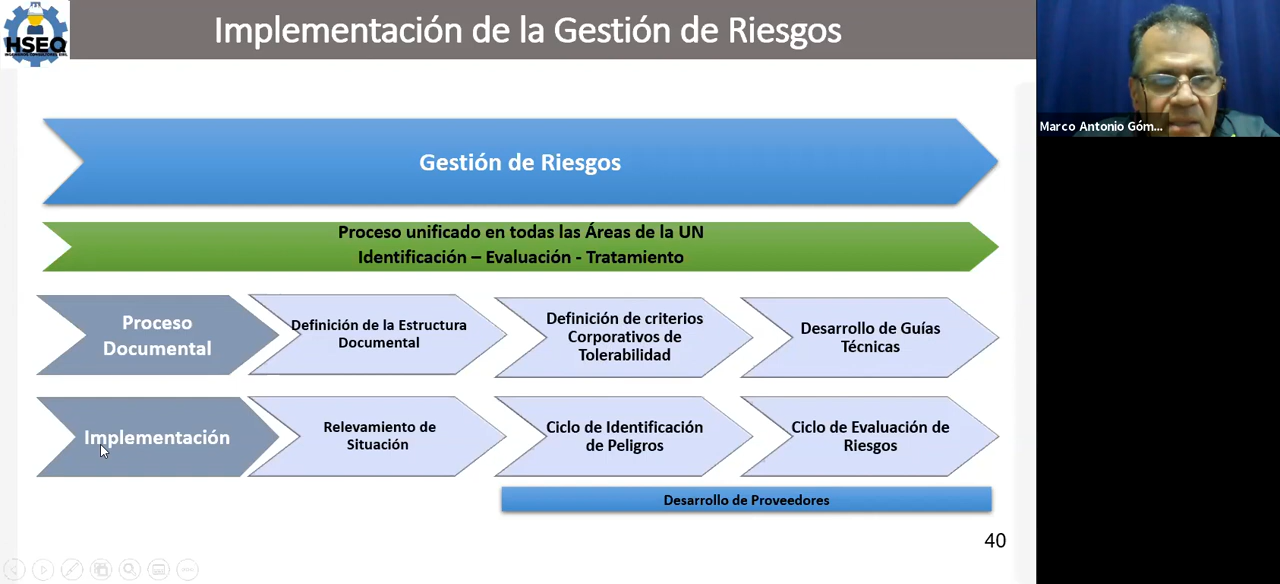 Implementación de la Gestión de Riesgos
HSEQ
Marco Antonio Góm...
Gestión de Riesgos
Proceso unificado en todas las Áreas de la UN
Identificación – Evaluación - Tratamiento
Proceso
Documental
Definición de la Estructura
Documental
Definición de criterios
Corporativos de
Tolerabilidad
Desarrollo de Guías
Técnicas
Implementación
Relevamiento de
Situación
Ciclo de Identificación
de Peligros
Ciclo de Evaluación de
Riesgos
Desarrollo de Proveedores
40